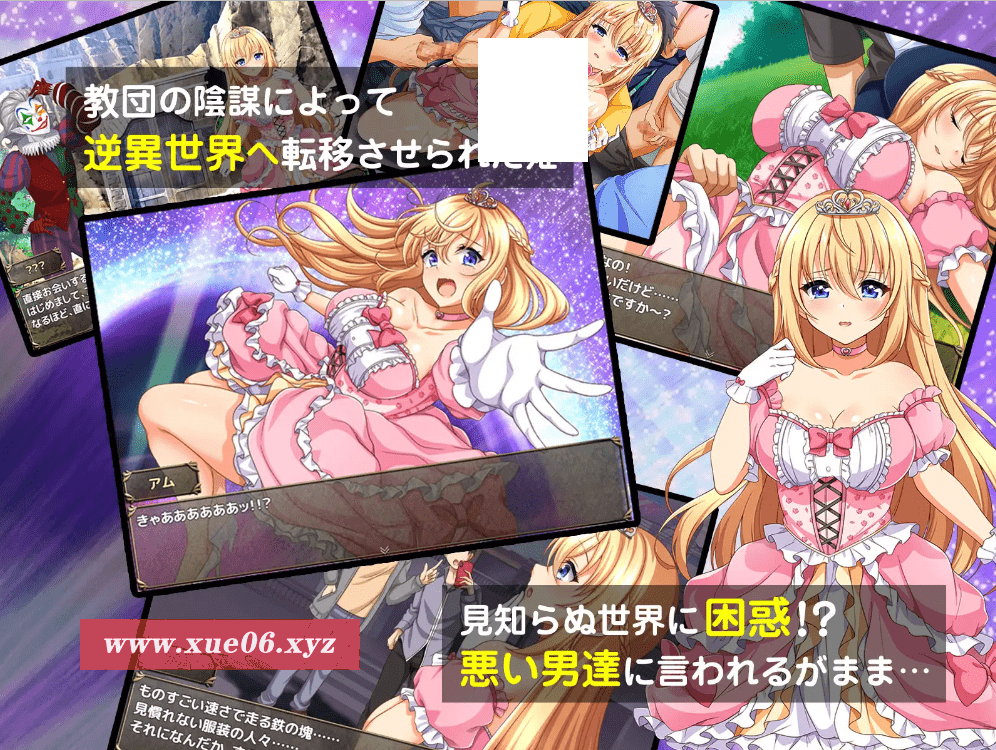 教団の陰謀によって
逆異世界へ転移させられた姫
???
直接お会いする
はじめまして、
なるほど、直に
なの!
いだけど……
ですか～?
アム
きゃああああああッ!!?
見知らぬ世界に困惑!?
悪い男達に言われるがまま…
www.xue06.xyz
ものすごい速さで走る鉄の塊……
見慣れない服装の人々……
それになんだか、